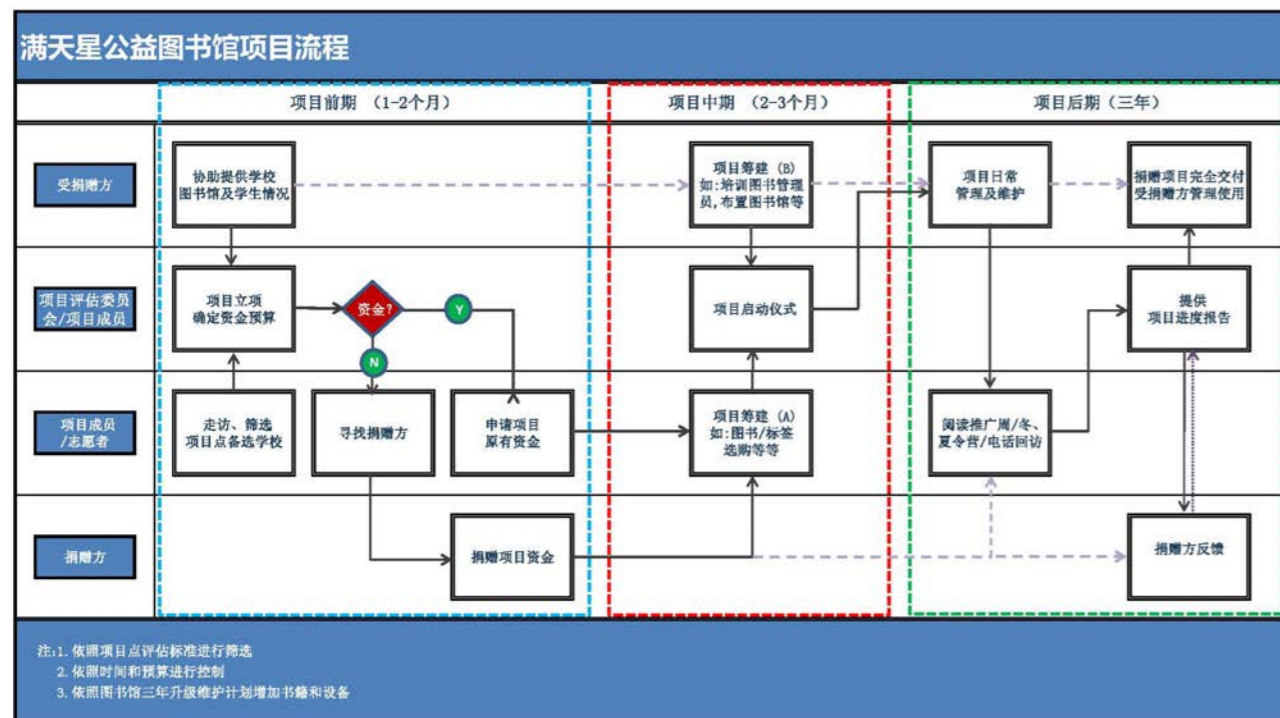 满天星公益图书馆项目流程
项目前期 （1-2个月）
项目中期 （2-3个月）
项目后期（三年）
受捐赠方
协助提供学校
图书馆及学生情况
项目筹建 (B)
如:培训图书管理
员,布置图书馆等
项目日常
管理及维护
捐赠项目完全交付
受捐赠方管理使用
项目评估委员
会/项目成员
项目立项
确定资金预算
资金?
Y
N
项目启动仪式
提供
项目进度报告
项目成员
/志愿者
走访、筛选
项目点备选学校
寻找捐赠方
申请项目
原有资金
项目筹建 (A)
如:图书/标签
选购等等
阅读推广周/冬、
夏令营/电话回访
捐赠方
捐赠项目资金
捐赠方反馈
注:1. 依照项目点评估标准进行筛选
2. 依照时间和预算进行控制
3. 依照图书馆三年升级维护计划增加书籍和设备